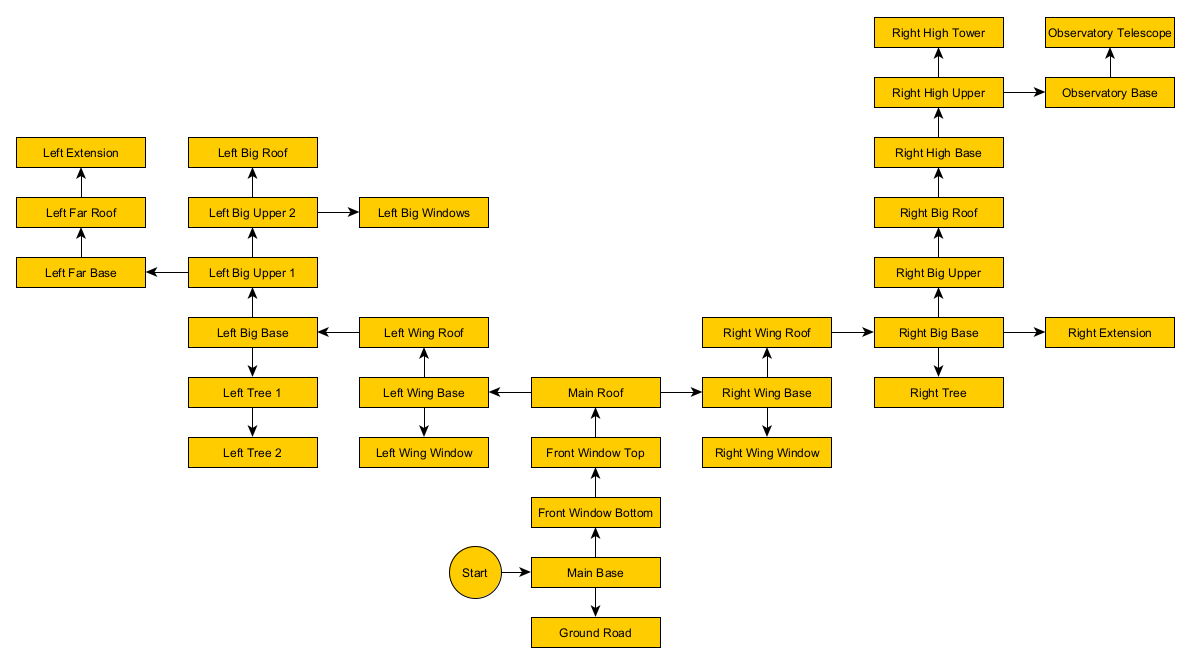 Right High Tower
Observatory Telescope
Right High Upper
Observatory Base
Left Extension
Left Big Roof
Right High Base
Left Far Roof
Left Big Upper 2
Left Big Windows
Right Big Roof
Left Far Base
Left Big Upper 1
Right Big Upper
Left Big Base
Left Wing Roof
Right Wing Roof
Right Big Base
Right Extension
Left Tree 1
Left Wing Base
Main Roof
Right Wing Base
Right Tree
Left Tree 2
Left Wing Window
Front Window Top
Right Wing Window
Front Window Bottom
Start
Main Base
Ground Road